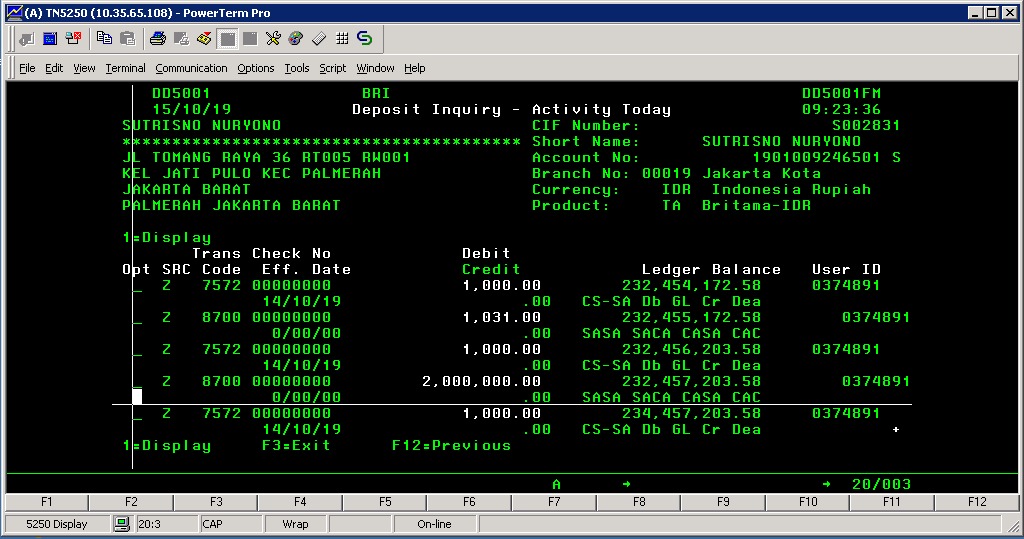 (A) TN5250 (10.35.65.108) - PowerTerm Pro
File Edit View Terminal Communication Options Tools Script Window Help
DD5001 BRI DD5001FM
15/10/19 Deposit Inquiry - Activity Today 09:23:36
SUTRISNO NURYONO CIF Number: S002831
**************************************** Short Name: SUTRISNO NURYONO
JL TOMANG RAYA 36 RT005 RW001 Account No: 1901009246501 S
KEL JATI PULO KEC PALMERAH Branch No: 00019 Jakarta Kota
JAKARTA BARAT Currency: IDR Indonesia Rupiah
PALMERAH JAKARTA BARAT Product: TA Britama-IDR
1=Display
Trans Check No Debit
Opt SRC Code Eff. Date Credit Ledger Balance User ID
_ Z 7572 00000000 1,000.00 232,454,172.58 0374891
14/10/19 .00 CS-SA Db GL Cr Dea
_ Z 8700 00000000 1,031.00 232,455,172.58 0374891
0/00/00 .00 SASA SACA CASA CAC
_ Z 7572 00000000 1,000.00 232,456,203.58 0374891
14/10/19 .00 CS-SA Db GL Cr Dea
_ Z 8700 00000000 2,000,000.00 232,457,203.58 0374891
0/00/00 .00 SASA SACA CASA CAC
_ Z 7572 00000000 1,000.00 234,457,203.58 0374891
14/10/19 .00 CS-SA Db GL Cr Dea +
1=Display F3=Exit F12=Previous
A → → 20/003
F1 F2 F3 F4 F5 F6 F7 F8 F9 F10 F11 F12
5250 Display 20:3 CAP Wrap On-line